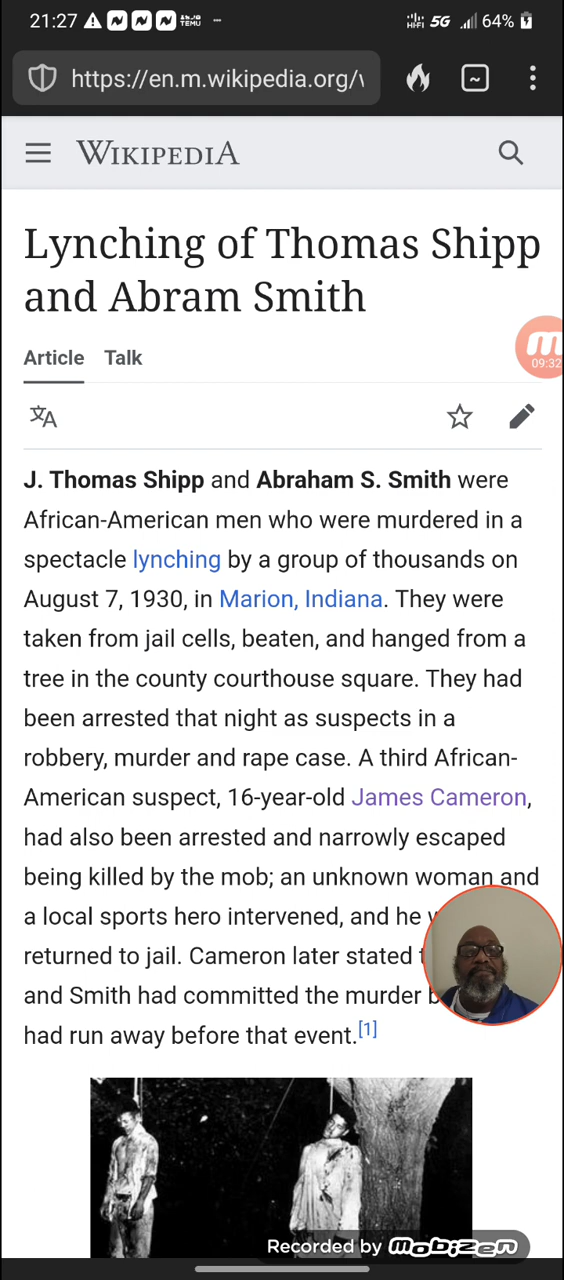 21:27 TEMU 5G 64%
https://en.m.wikipedia.org/
WIKIPEDIA
Lynching of Thomas Shipp
and Abram Smith
09:32
Article Talk
J. Thomas Shipp and Abraham S. Smith were
African-American men who were murdered in a
spectacle lynching by a group of thousands on
August 7, 1930, in Marion, Indiana. They were
taken from jail cells, beaten, and hanged from a
tree in the county courthouse square. They had
been arrested that night as suspects in a
robbery, murder and rape case. A third African-
American suspect, 16-year-old James Cameron,
had also been arrested and narrowly escaped
being killed by the mob; an unknown woman and
a local sports hero intervened, and he
returned to jail. Cameron later stated
and Smith had committed the murder
had run away before that event.[1]
Recorded by mobizen